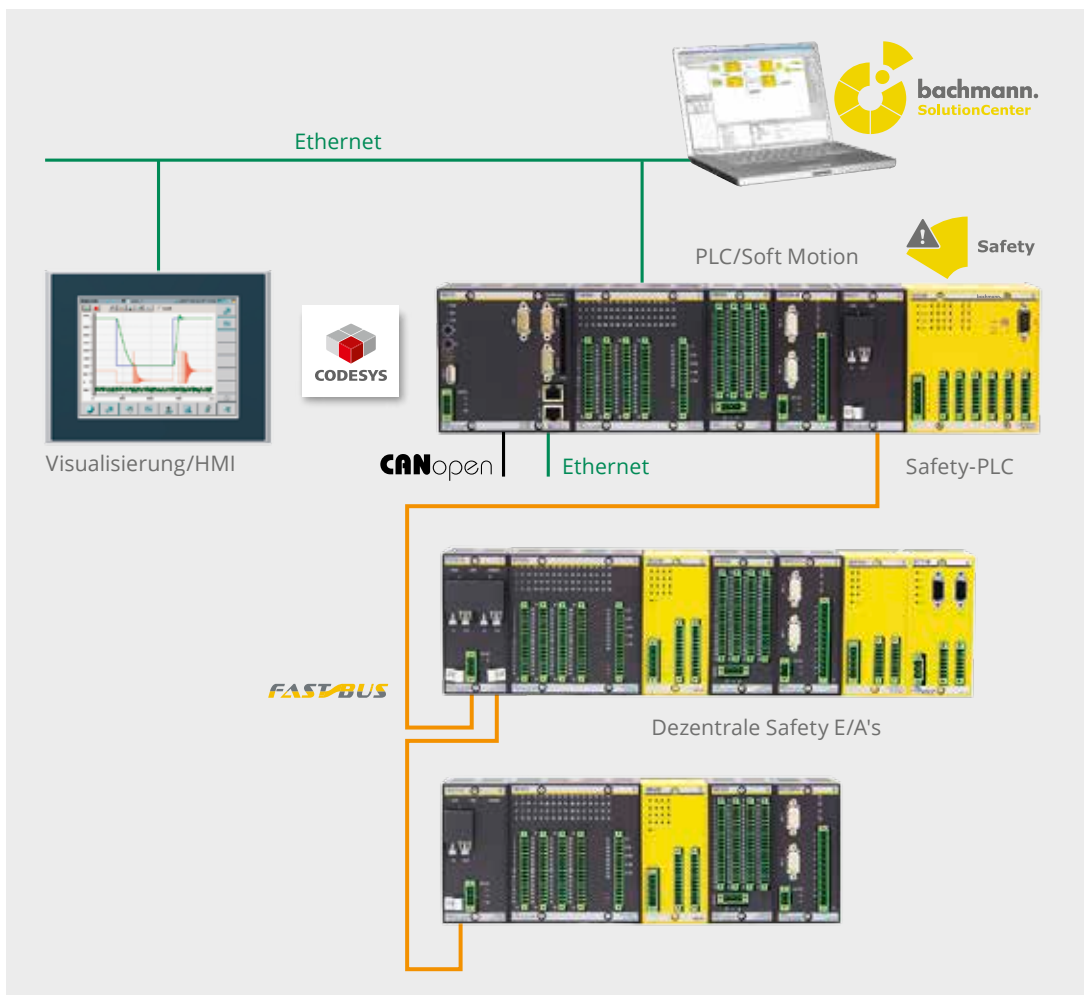 bachmann.
SolutionCenter
Ethernet
Safety
PLC/Soft Motion
CODESYS
Visualisierung/HMI
CANopen
Ethernet
Safety-PLC
FASTBUS
Dezentrale Safety E/A's